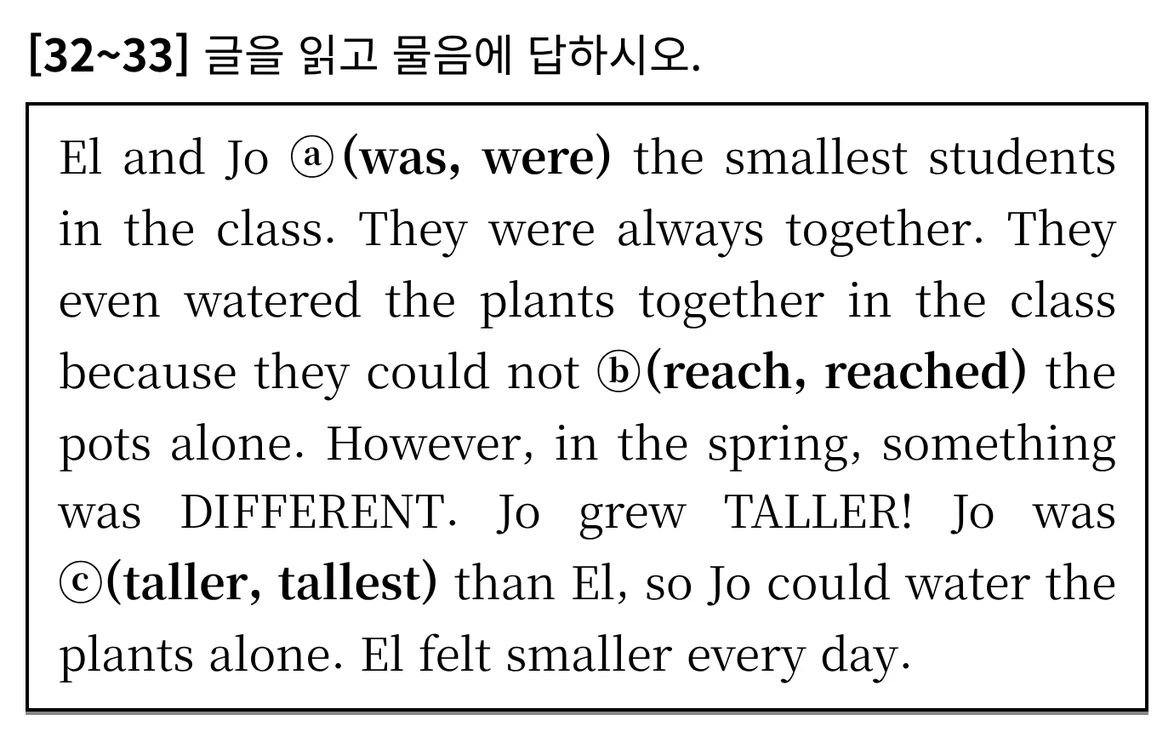 [32~33] 글을 읽고 물음에 답하시오.
El and Jo ⓐ(was, were) the smallest students
in the class. They were always together. They
even watered the plants together in the class
because they could not ⓑ(reach, reached) the
pots alone. However, in the spring, something
was DIFFERENT. Jo grew TALLER! Jo was
ⓒ(taller, tallest) than El, so Jo could water the
plants alone. El felt smaller every day.